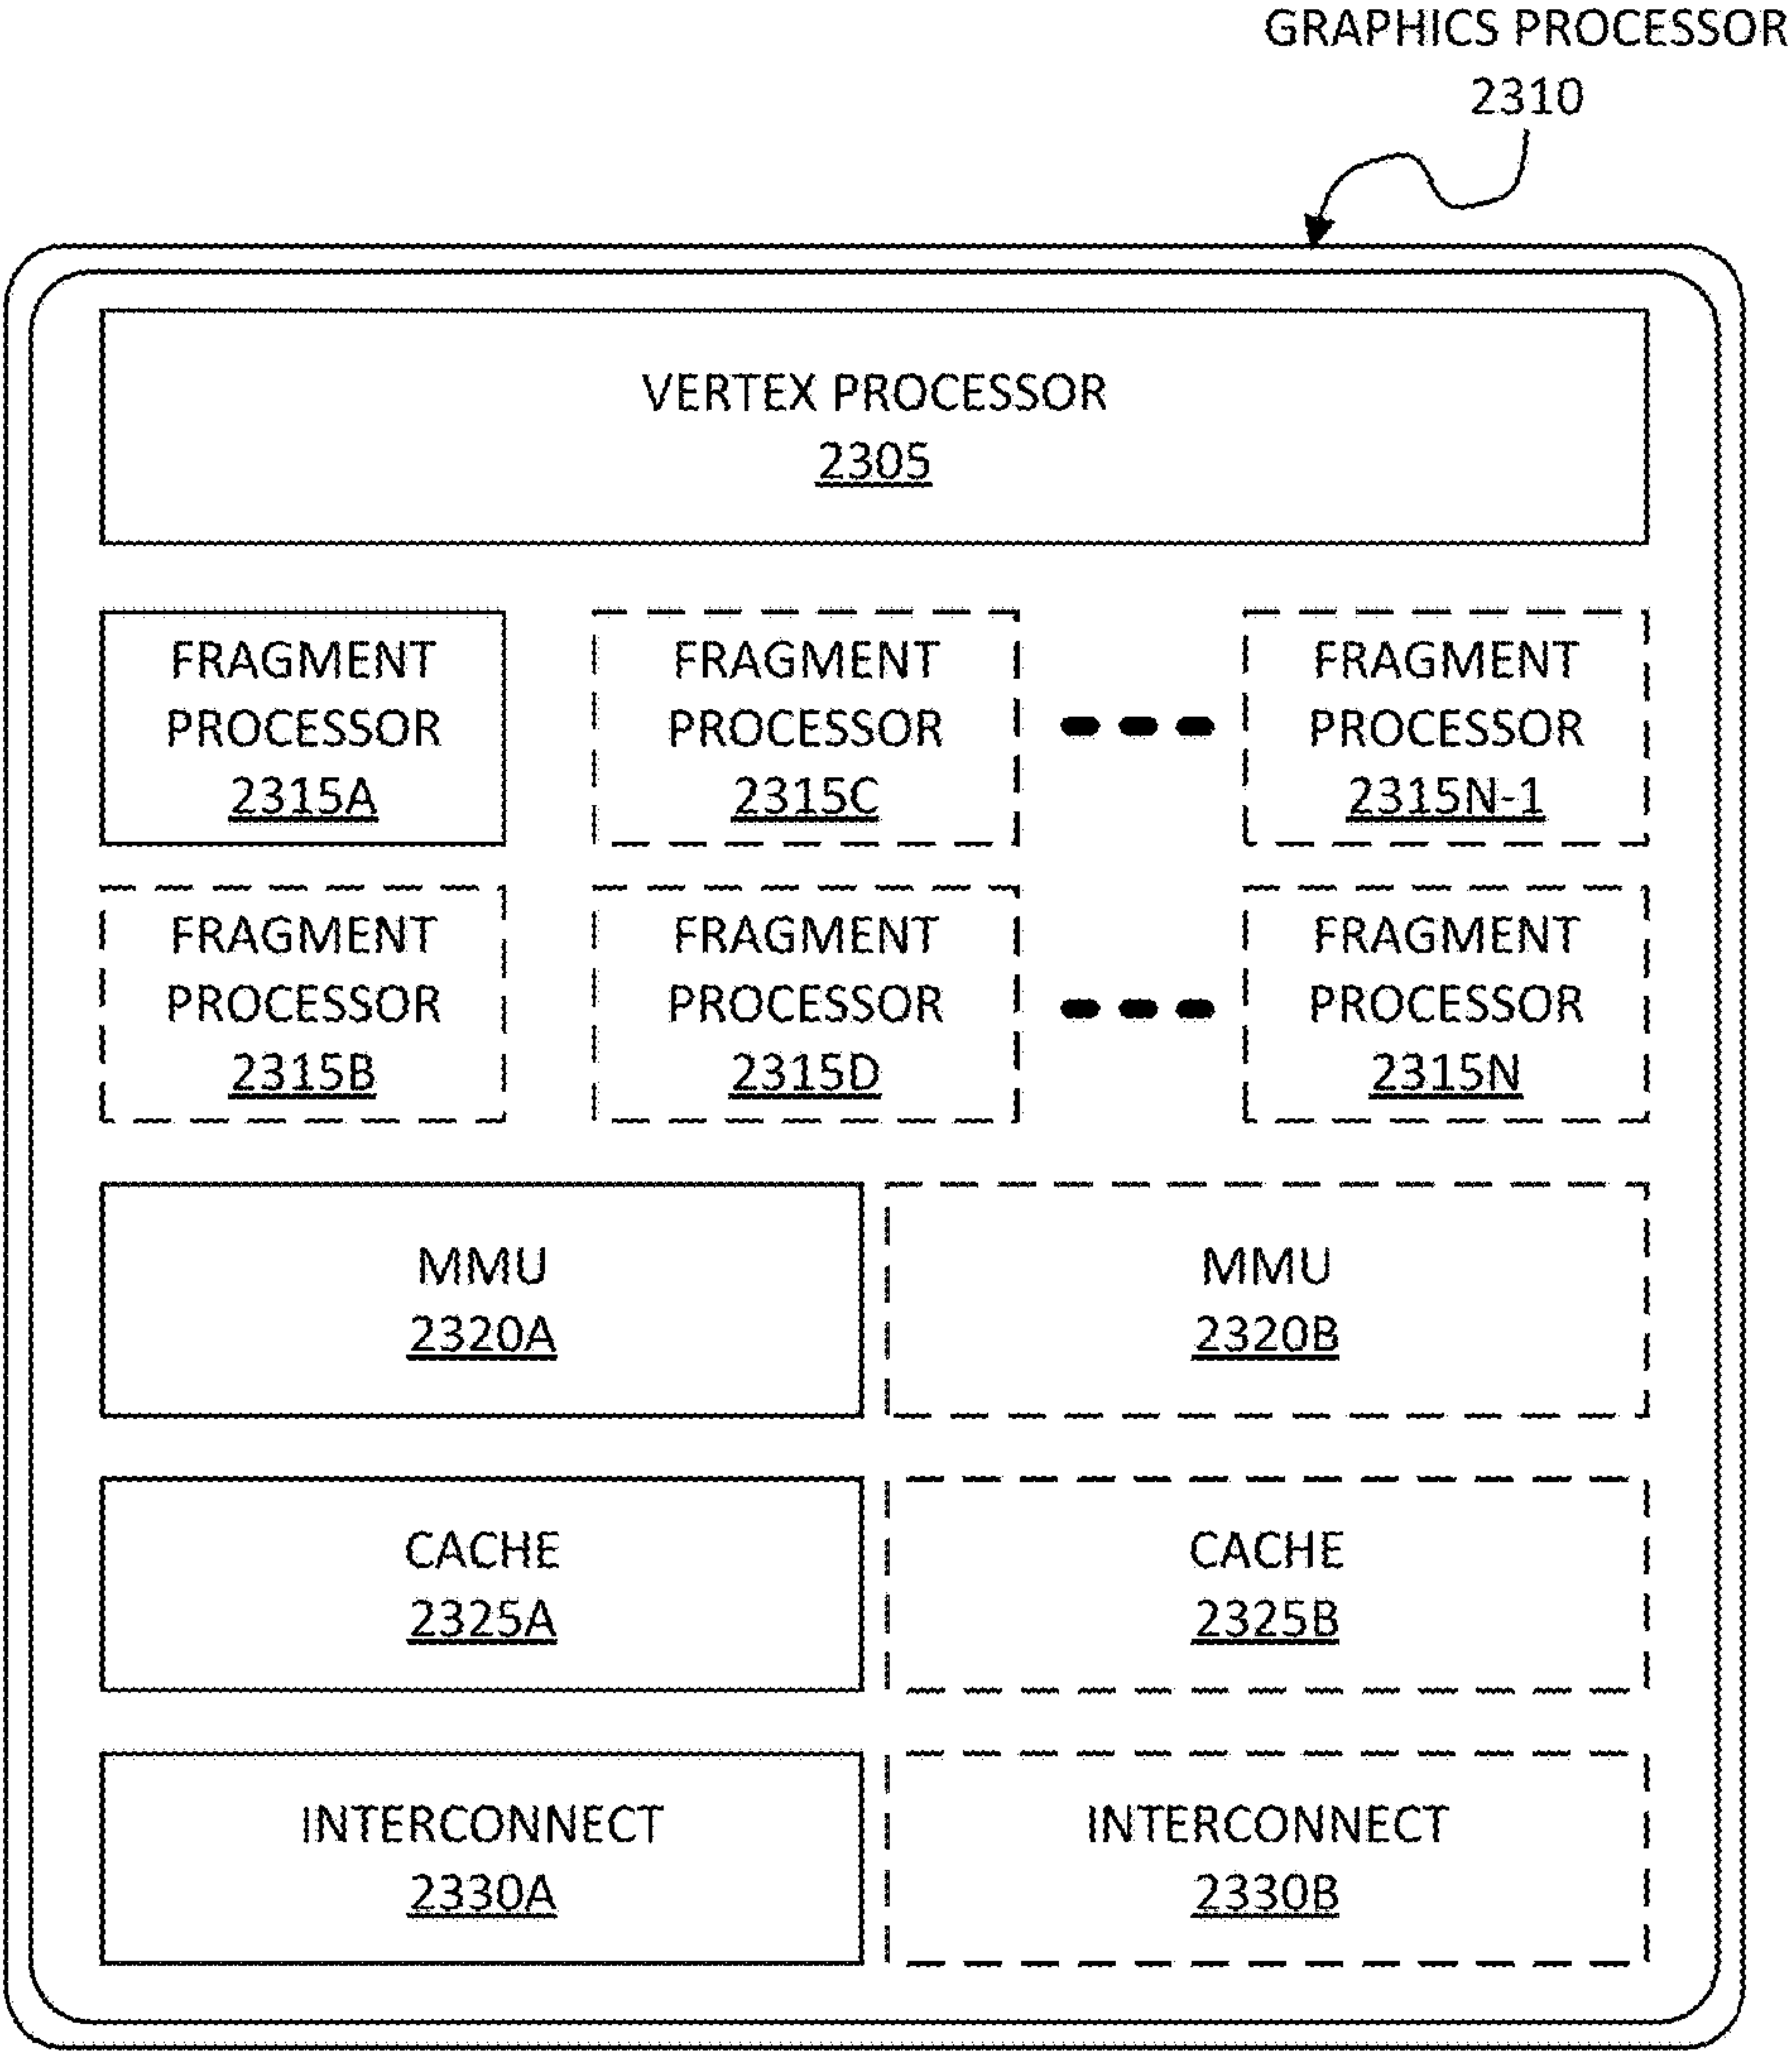 GRAPHICS PROCESSOR
2310
VERTEX PROCESSOR
2305
FRAGMENT
PROCESSOR
2315A
FRAGMENT
PROCESSOR
2315C
FRAGMENT
PROCESSOR
2315N-1
FRAGMENT
PROCESSOR
2315B
FRAGMENT
PROCESSOR
2315D
FRAGMENT
PROCESSOR
2315N
MMU
2320A
MMU
2320B
CACHE
2325A
CACHE
2325B
INTERCONNECT
2330A
INTERCONNECT
2330B